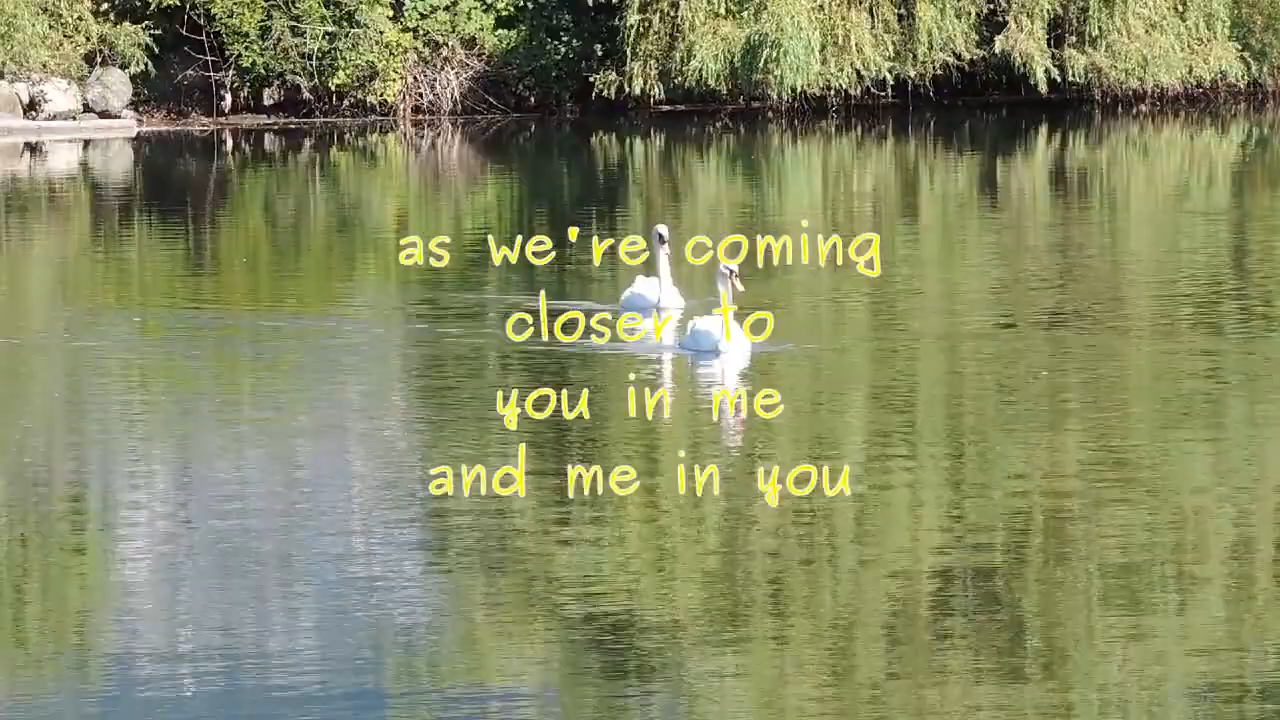 as we're coming
closer to
you in me
and me in you